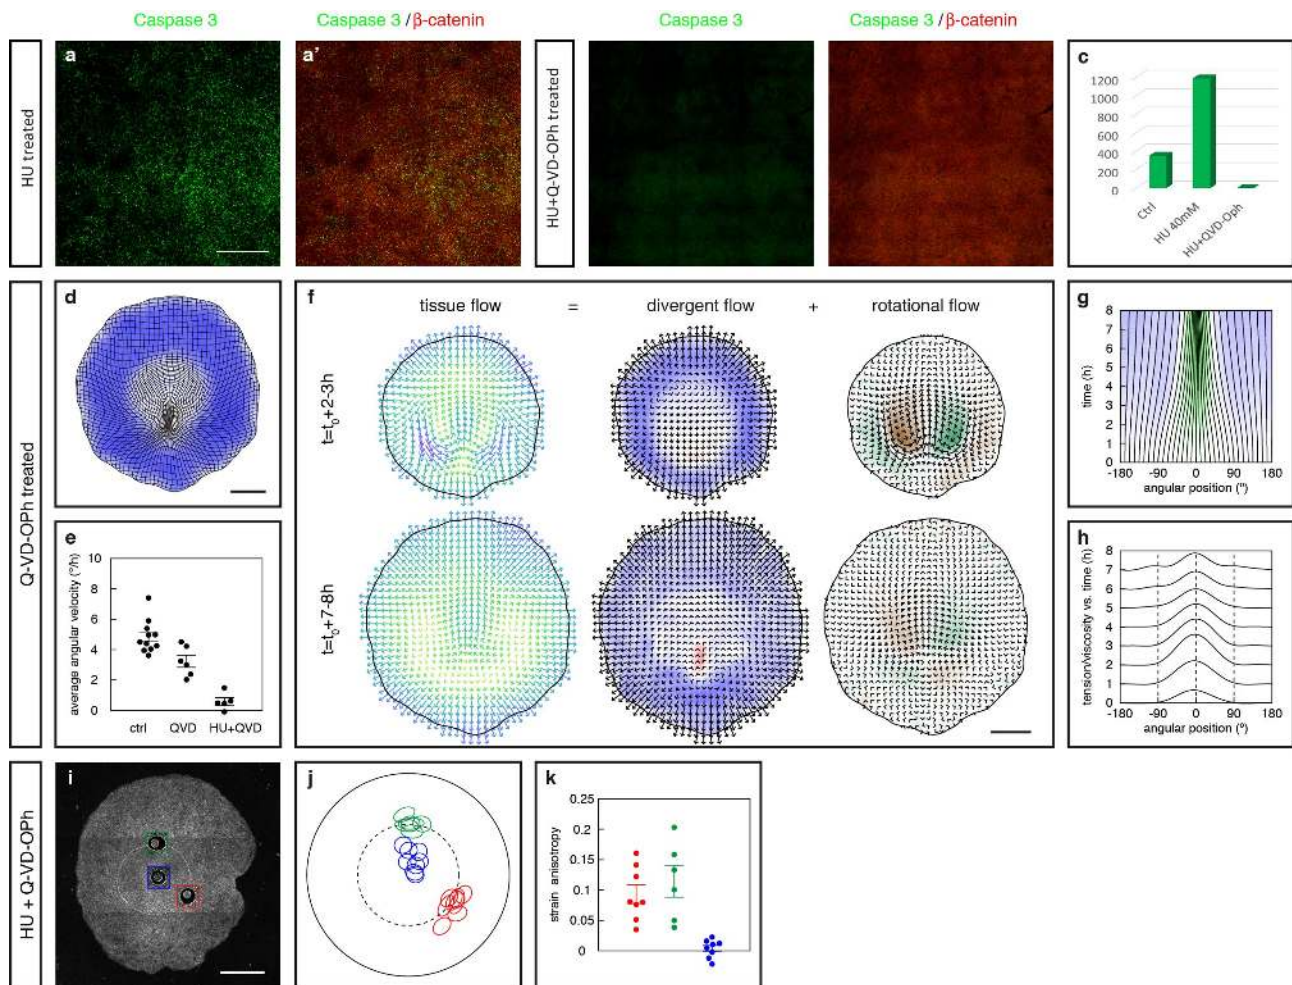 Caspase 3
Caspase 3 / β-catenin
Caspase 3
Caspase 3 / β-catenin
HU treated
a
a'
HU+Q-VD-OPh treated
c
1200
1000
800
600
400
200
0
Ctrl
HU 40mM
HU+QVD-Oph
Q-VD-OPh treated
d
f
tissue flow = divergent flow + rotational flow
t=t0+2-3h
t=t0+7-8h
g
time (h)
8
7
6
5
4
3
2
1
0
-180 -90 0 90 180
angular position (º)
e
average angular velocity (º/h)
10
8
6
4
2
0
ctrl QVD HU+QVD
h
tension/viscosity vs. time (h)
8
7
6
5
4
3
2
1
0
-180 -90 0 90 180
angular position (º)
HU + Q-VD-OPh
i
j
k
strain anisotropy
0.25
0.2
0.15
0.1
0.05
0